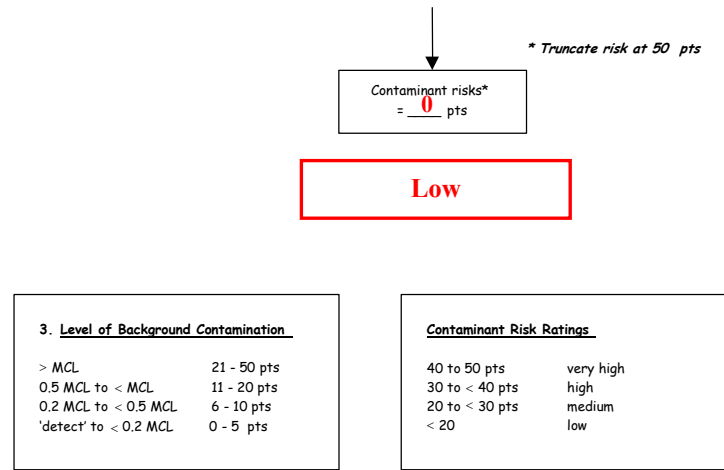 * Truncate risk at 50 pts
Contaminant risks*
= 0 pts
Low
3. Level of Background Contamination
> MCL 21 - 50 pts
0.5 MCL to < MCL 11 - 20 pts
0.2 MCL to < 0.5 MCL 6 - 10 pts
'detect' to < 0.2 MCL 0 - 5 pts
Contaminant Risk Ratings
40 to 50 pts very high
30 to < 40 pts high
20 to < 30 pts medium
< 20 low